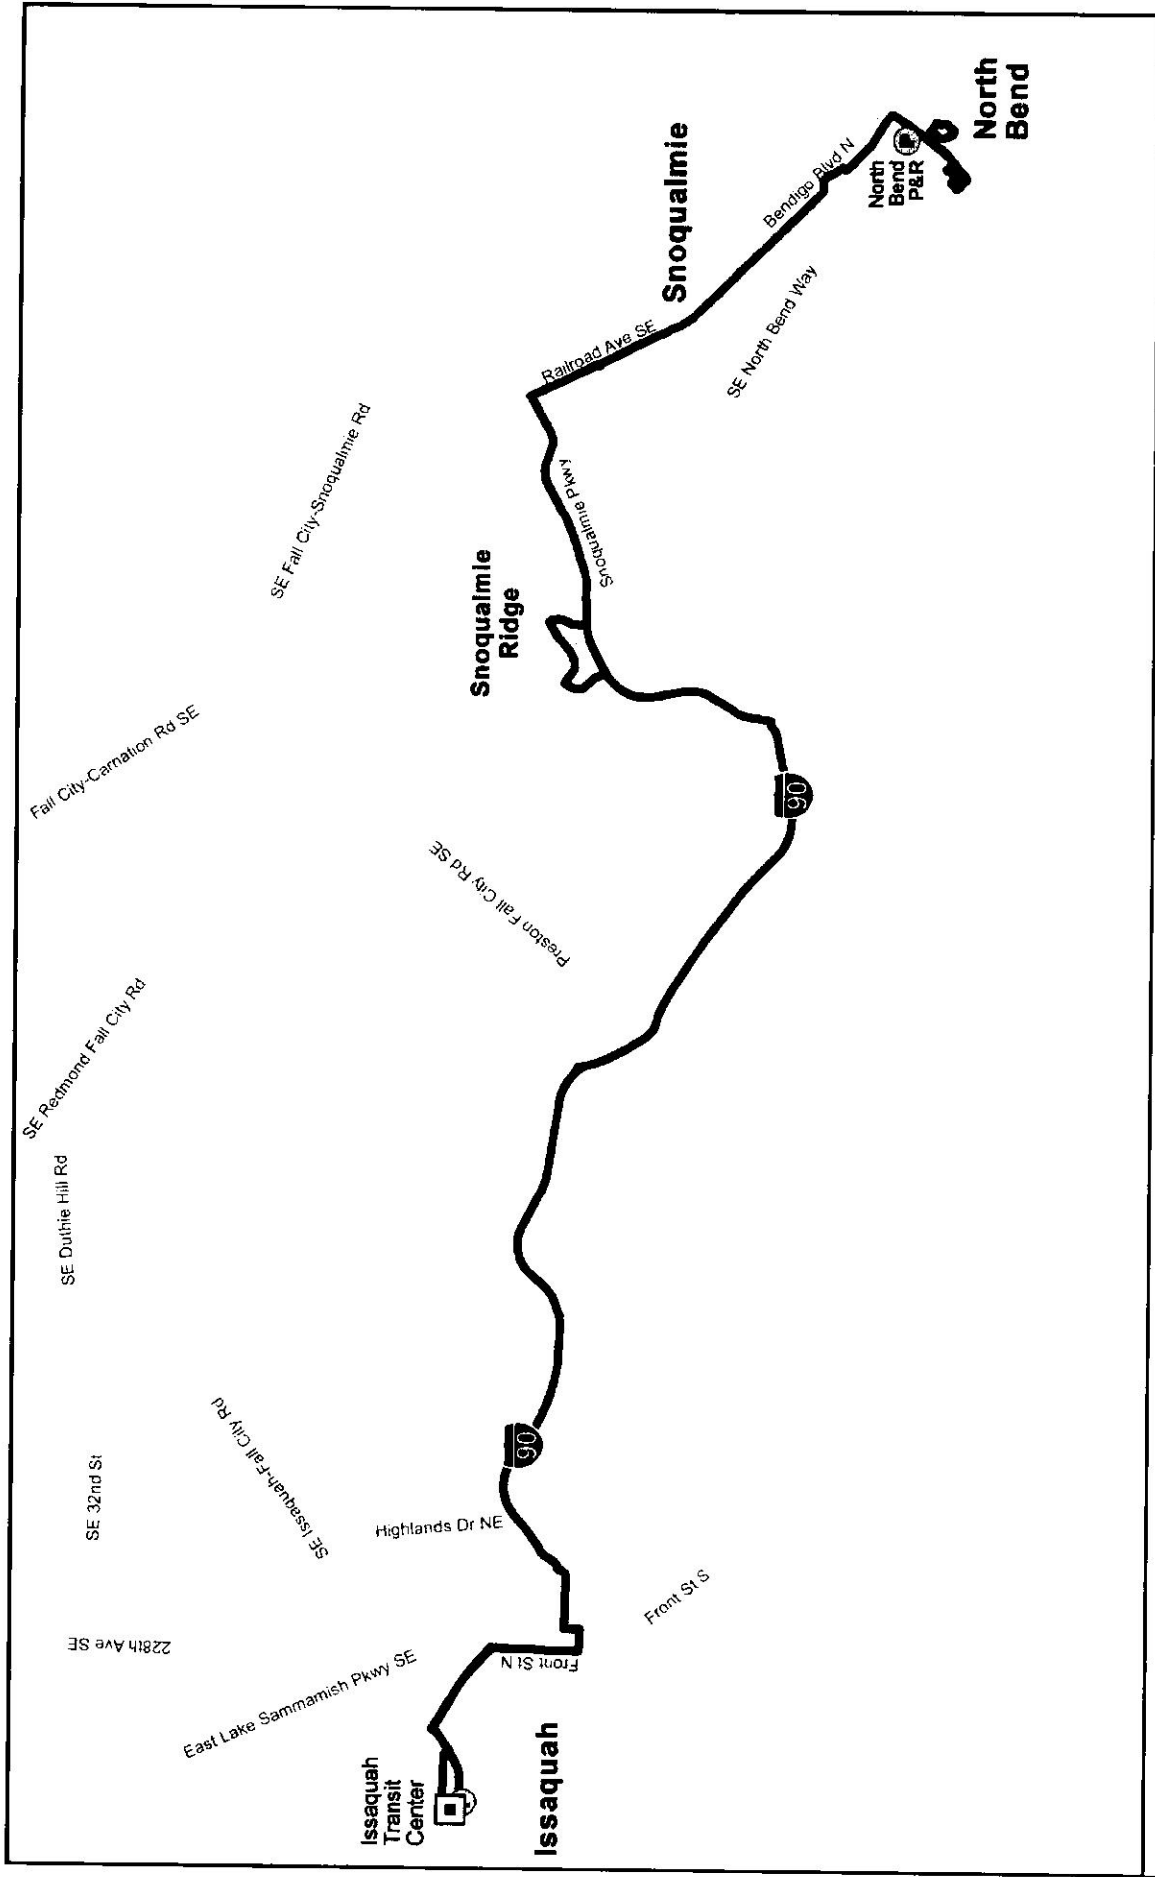 SE Redmond Fall City Rd
Fall City-Carnation Rd SE
SE Duthie Hill Rd
SE 32nd St
228th Ave SE
SE Issaquah-Fall City Rd
SE Fall City-Snoqualmie Rd
East Lake Sammamish Pkwy SE
Highlands Dr NE
Preston Fall City Rd SE
Issaquah
Transit
Center
Issaquah
Front St N
Front St S
90
90
Snoqualmie
Ridge
Snoqualmie Pkwy
Railroad Ave SE
Snoqualmie
SE North Bend Way
Bendigo Blvd N
North
Bend
P&R
North
Bend